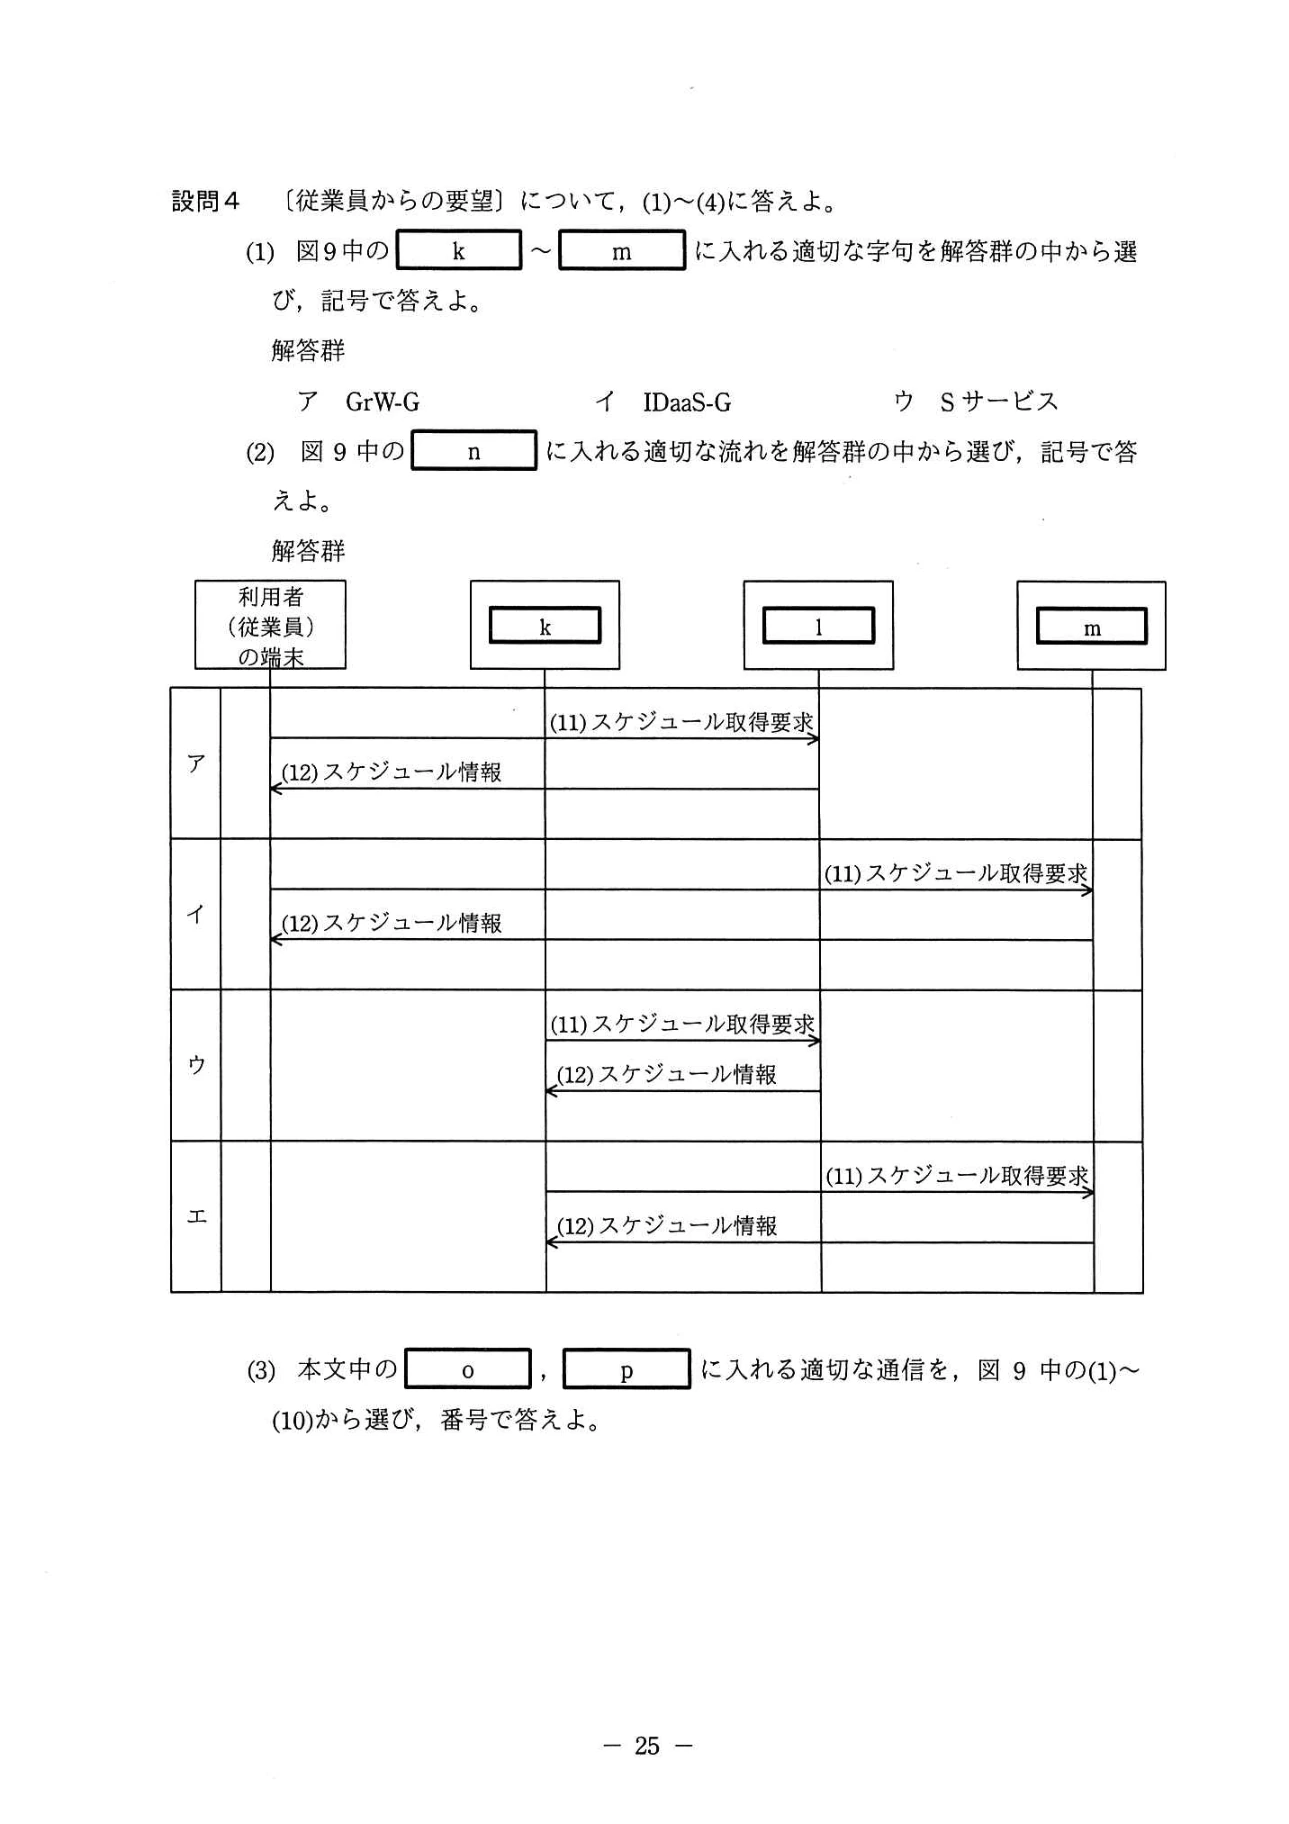 設問4 〔従業員からの要望〕について，(1)～(4)に答えよ。
(1) 図9中の k ～ m に入れる適切な字句を解答群の中から選
び，記号で答えよ。
解答群
ア GrW-G イ IDaaS-G ウ Sサービス
(2) 図 9 中の n に入れる適切な流れを解答群の中から選び，記号で答
えよ。
解答群
利用者
（従業員）
の端末
k
l
m
ア
(11)スケジュール取得要求
(12)スケジュール情報
イ
(11)スケジュール取得要求
(12)スケジュール情報
ウ
(11)スケジュール取得要求
(12)スケジュール情報
エ
(11)スケジュール取得要求
(12)スケジュール情報
(3) 本文中の o ， p に入れる適切な通信を，図 9 中の(1)～
(10)から選び，番号で答えよ。
－ 25 －